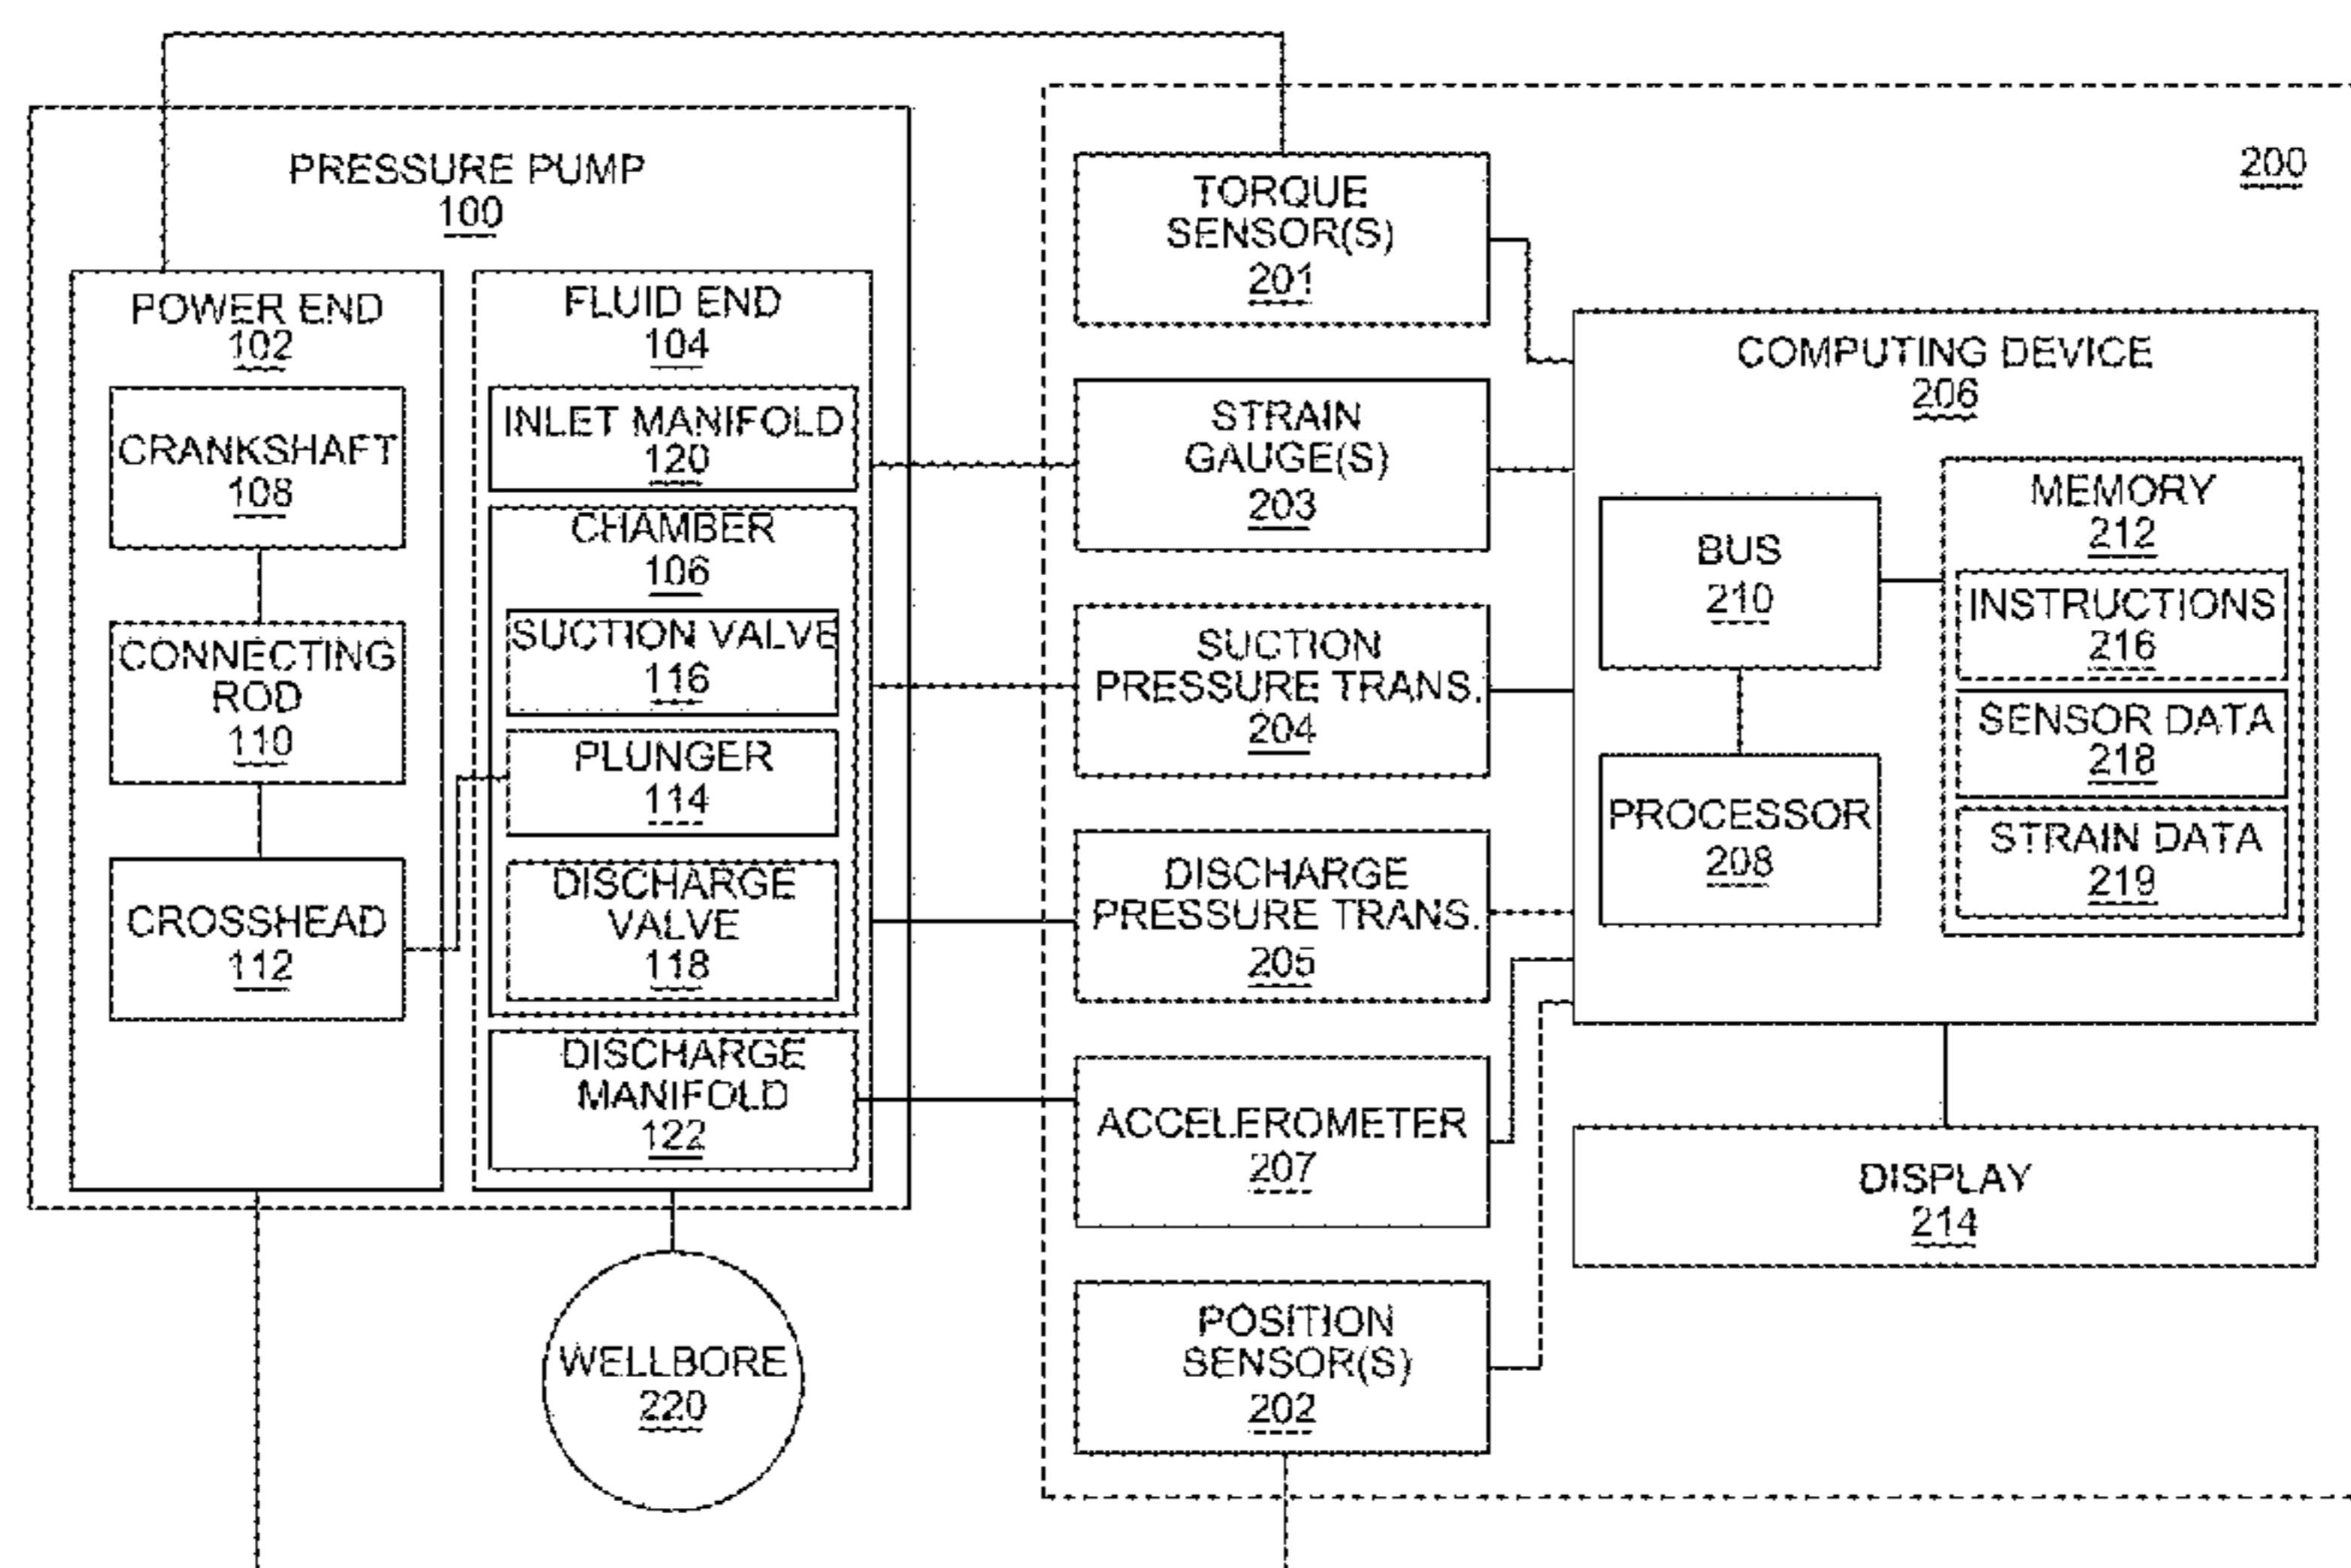 PRESSURE PUMP
100
POWER END
102
CRANKSHAFT
108
CONNECTING
ROD
110
CROSSHEAD
112
FLUID END
104
INLET MANIFOLD
120
CHAMBER
106
SUCTION VALVE
116
PLUNGER
114
DISCHARGE
VALVE
118
DISCHARGE
MANIFOLD
122
WELLBORE
220
200
TORQUE
SENSOR(S)
201
STRAIN
GAUGE(S)
203
SUCTION
PRESSURE TRANS.
204
DISCHARGE
PRESSURE TRANS.
205
ACCELEROMETER
207
POSITION
SENSOR(S)
202
COMPUTING DEVICE
206
BUS
210
PROCESSOR
208
MEMORY
212
INSTRUCTIONS
216
SENSOR DATA
218
STRAIN DATA
219
DISPLAY
214